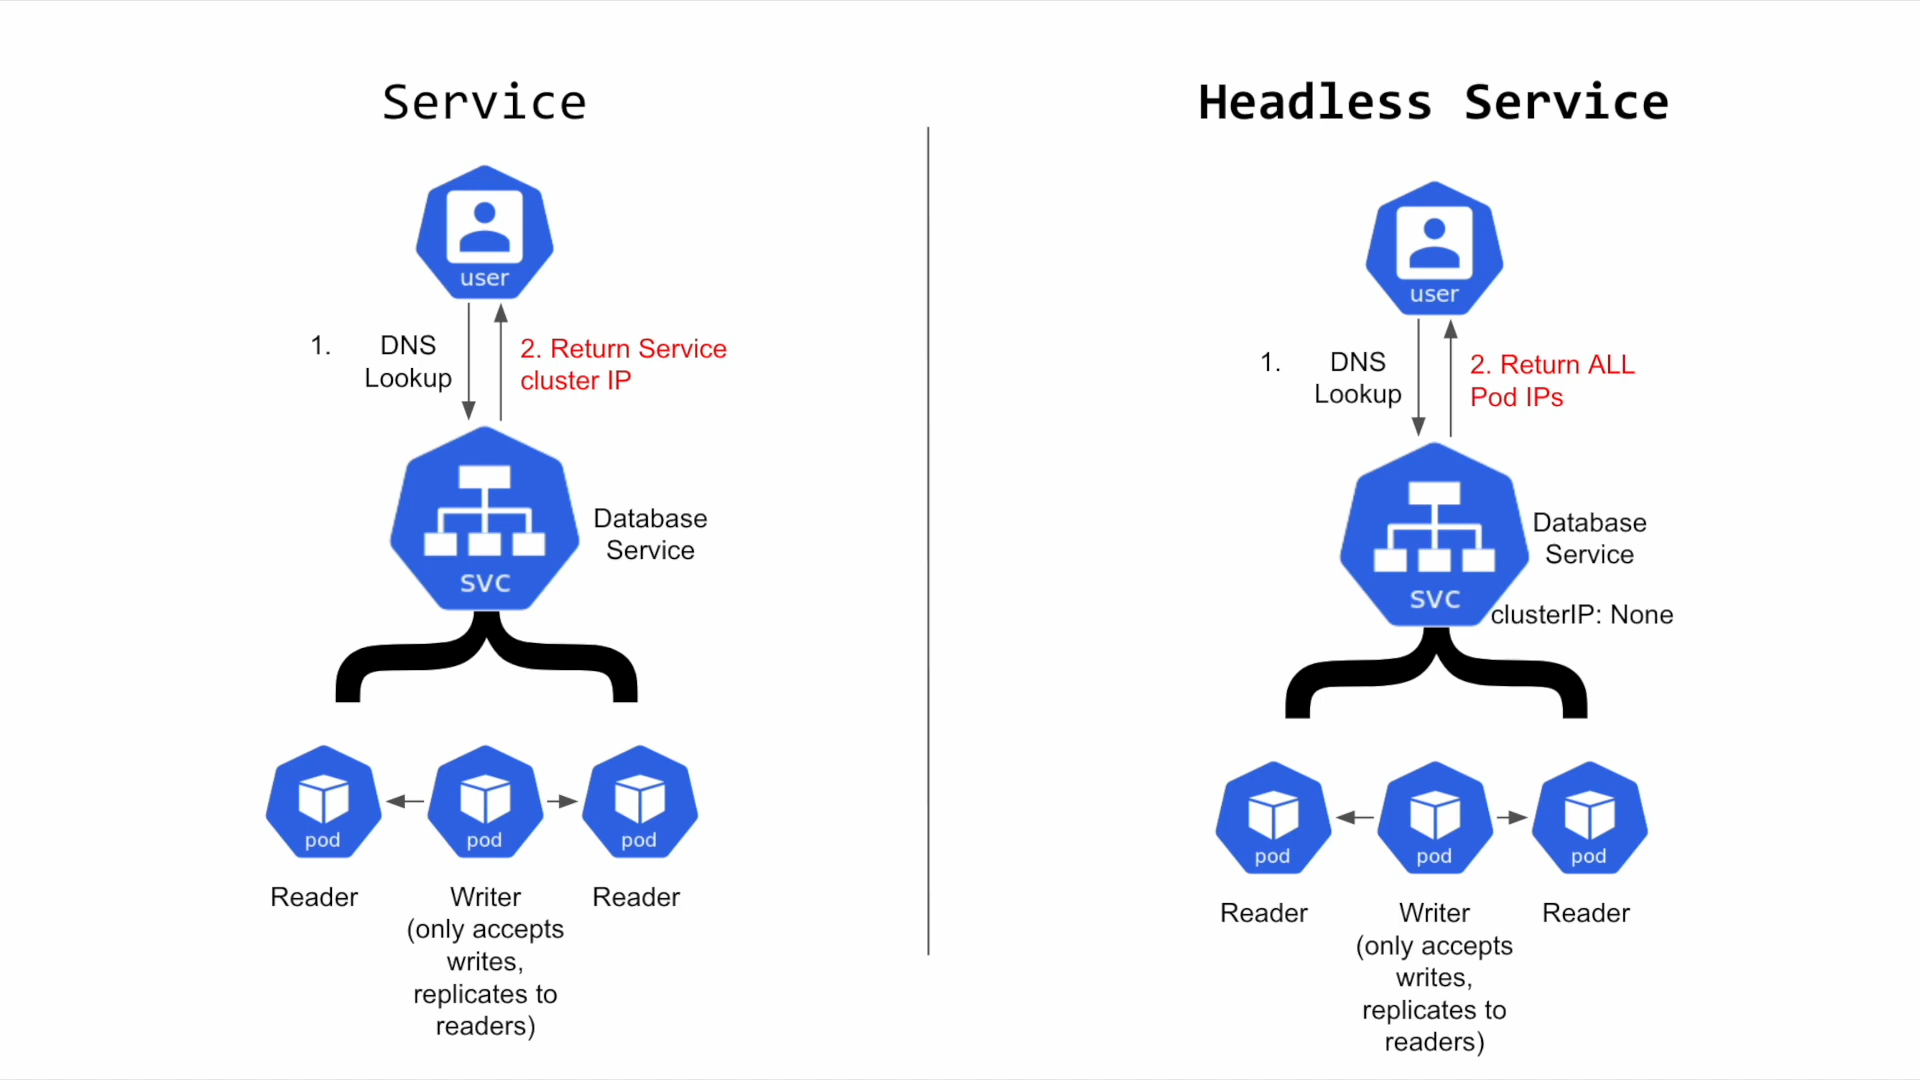 Service
user
1. DNS
Lookup
2. Return Service
cluster IP
svc
Database
Service
pod
pod
pod
Reader
Writer
(only accepts
writes,
replicates to
readers)
Reader
Headless Service
user
1. DNS
Lookup
2. Return ALL
Pod IPs
svc
Database
Service
clusterIP: None
pod
pod
pod
Reader
Writer
(only accepts
writes,
replicates to
readers)
Reader